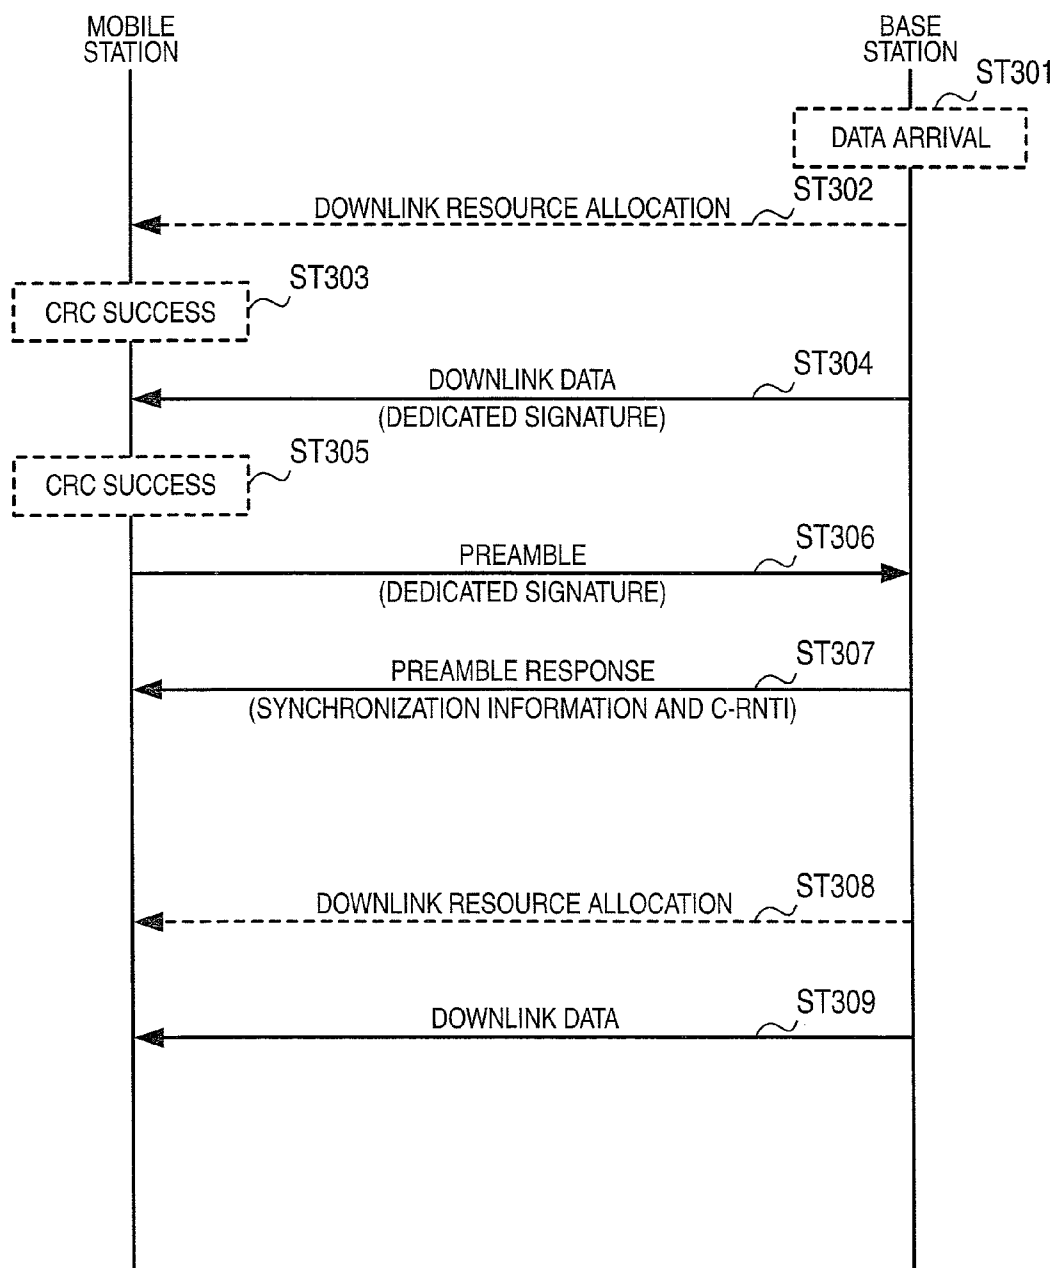 MOBILE
STATION
BASE
STATION
ST301
DATA ARRIVAL
ST302
DOWNLINK RESOURCE ALLOCATION
ST303
CRC SUCCESS
ST304
DOWNLINK DATA
(DEDICATED SIGNATURE)
ST305
CRC SUCCESS
ST306
PREAMBLE
(DEDICATED SIGNATURE)
ST307
PREAMBLE RESPONSE
(SYNCHRONIZATION INFORMATION AND C-RNTI)
ST308
DOWNLINK RESOURCE ALLOCATION
ST309
DOWNLINK DATA